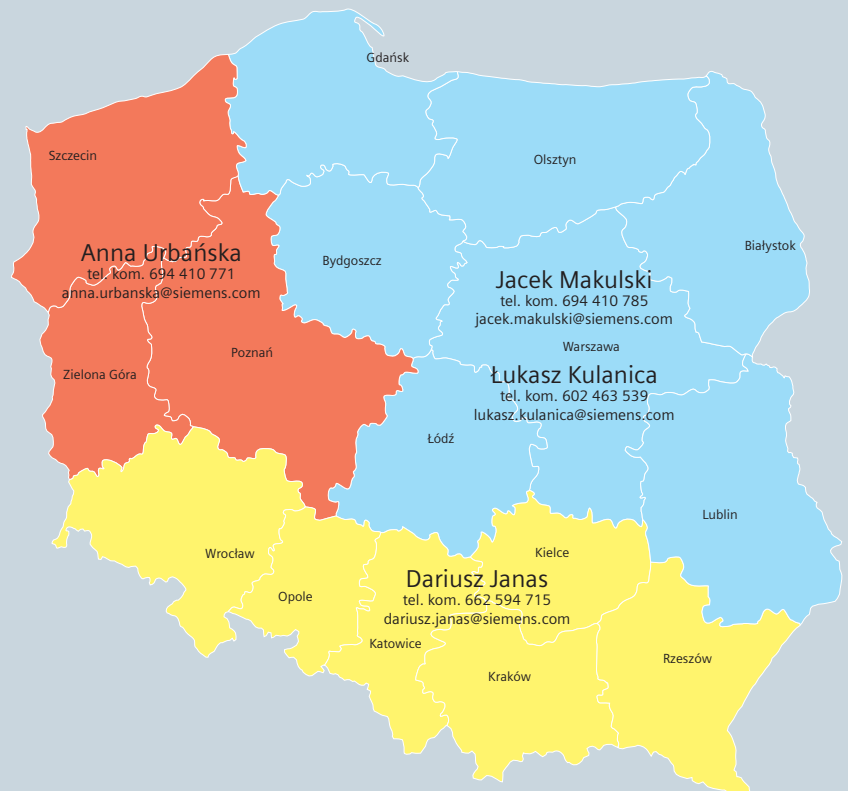 Gdańsk
Szczecin
Olsztyn
Anna Urbańska
tel. kom. 694 410 771
anna.urbanska@siemens.com
Bydgoszcz
Białystok
Jacek Makulski
tel. kom. 694 410 785
jacek.makulski@siemens.com
Warszawa
Poznań
Zielona Góra
Łukasz Kulanica
tel. kom. 602 463 539
lukasz.kulanica@siemens.com
Łódź
Lublin
Wrocław
Kielce
Opole
Dariusz Janas
tel. kom. 662 594 715
dariusz.janas@siemens.com
Katowice
Kraków
Rzeszów